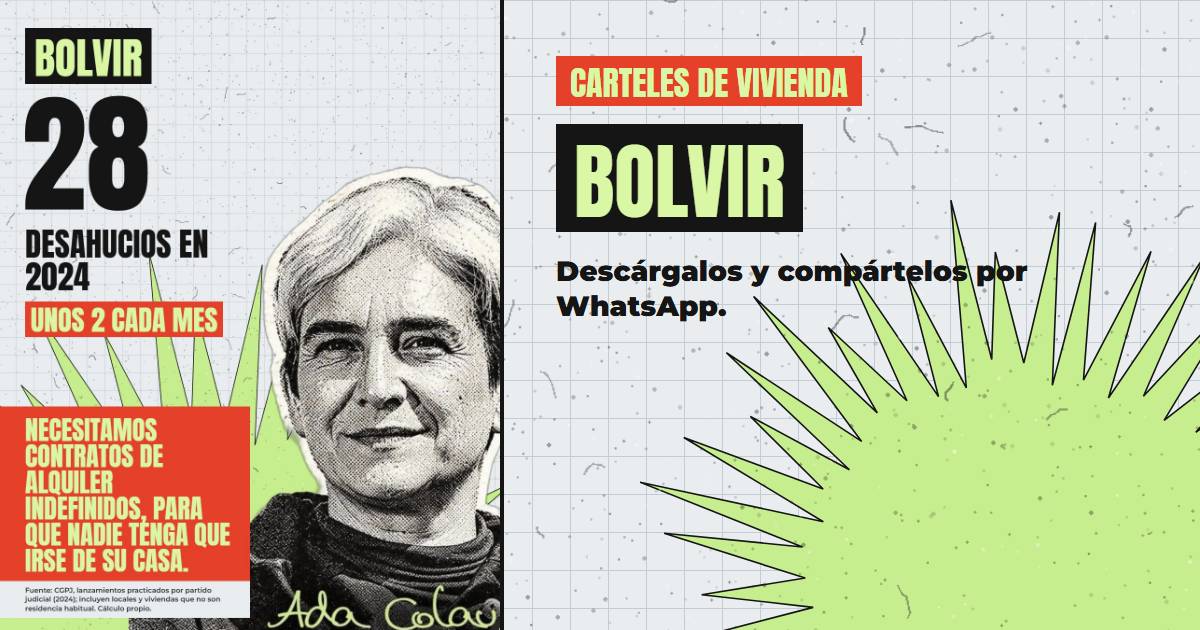 BOLVIR
28
DESAHUCIOS EN
2024
UNOS 2 CADA MES
NECESITAMOS
CONTRATOS DE
ALQUILER
INDEFINIDOS, PARA
QUE NADIE TENGA QUE
IRSE DE SU CASA.
Fuente: CGPJ, lanzamientos practicados por partido
judicial (2024); incluyen locales y viviendas que no son
residencia habitual. Cálculo propio.
Ada Colau
CARTELES DE VIVIENDA
BOLVIR
Descárgalos y compártelos por
WhatsApp.